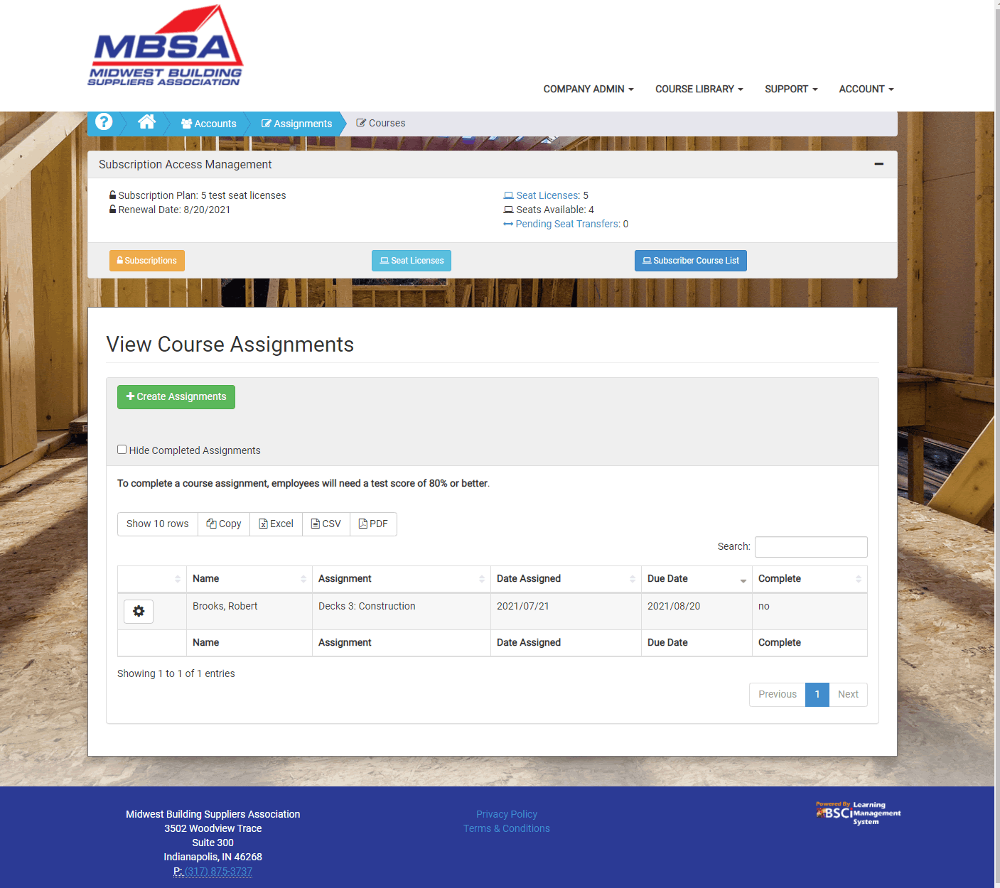 MBSA
MIDWEST BUILDING
SUPPLIERS ASSOCIATION
COMPANY ADMIN COURSE LIBRARY SUPPORT ACCOUNT
? Accounts Assignments Courses
Subscription Access Management
Subscription Plan: 5 test seat licenses
Renewal Date: 8/20/2021
Seat Licenses: 5
Seats Available: 4
Pending Seat Transfers: 0
Subscriptions Seat Licenses Subscriber Course List
View Course Assignments
Create Assignments
Hide Completed Assignments
To complete a course assignment, employees will need a test score of 80% or better.
Show 10 rows Copy Excel CSV PDF
Search:
Name Assignment Date Assigned Due Date Complete
Brooks, Robert Decks 3: Construction 2021/07/21 2021/08/20 no
Name Assignment Date Assigned Due Date Complete
Showing 1 to 1 of 1 entries
Previous 1 Next
Midwest Building Suppliers Association
3502 Woodview Trace
Suite 300
Indianapolis, IN 46268
P: (317) 875-3737
Privacy Policy
Terms & Conditions
Powered By
BSCi Learning
Management
System